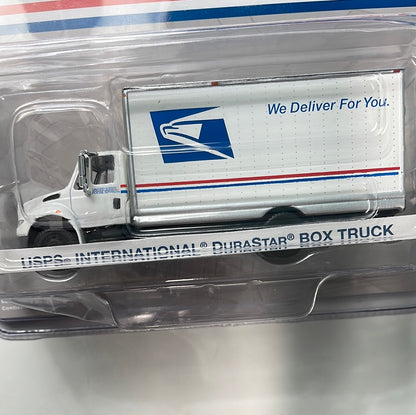 We Deliver For You.
USPS® INTERNATIONAL® DURASTAR® BOX TRUCK